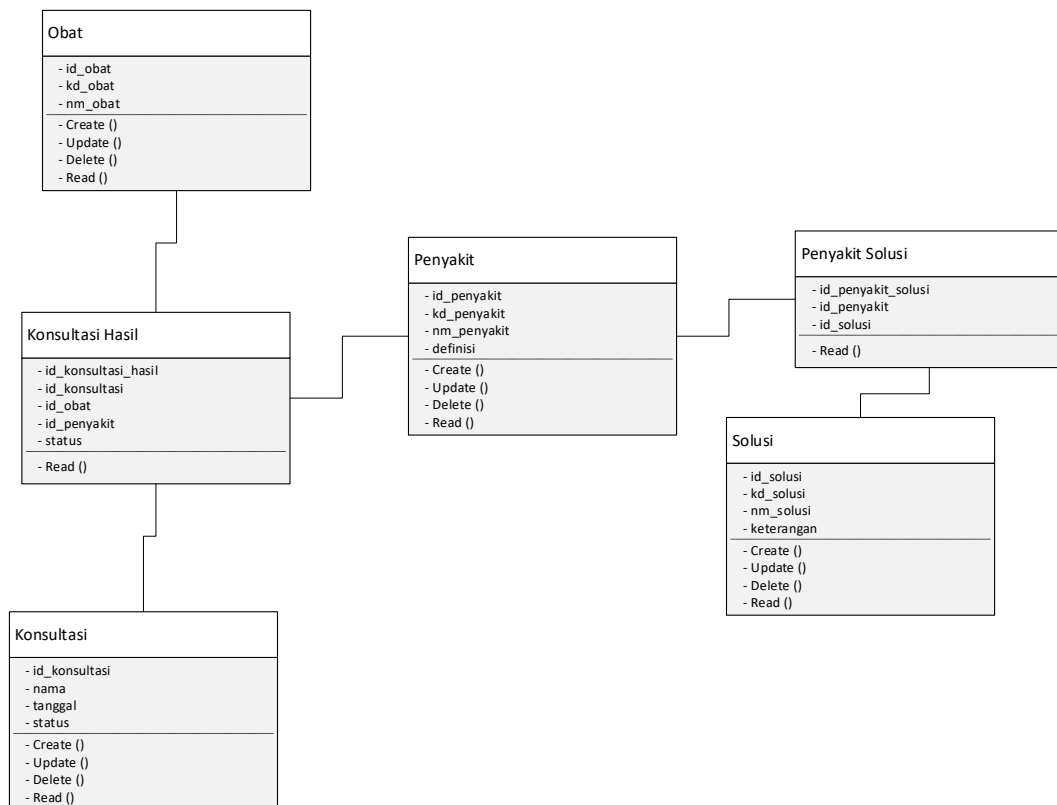 Obat
- id_obat
- kd_obat
- nm_obat
- Create ()
- Update ()
- Delete ()
- Read ()
Konsultasi Hasil
- id_konsultasi_hasil
- id_konsultasi
- id_obat
- id_penyakit
- status
- Read ()
Penyakit
- id_penyakit
- kd_penyakit
- nm_penyakit
- definisi
- Create ()
- Update ()
- Delete ()
- Read ()
Penyakit Solusi
- id_penyakit_solusi
- id_penyakit
- id_solusi
- Read ()
Solusi
- id_solusi
- kd_solusi
- nm_solusi
- keterangan
- Create ()
- Update ()
- Delete ()
- Read ()
Konsultasi
- id_konsultasi
- nama
- tanggal
- status
- Create ()
- Update ()
- Delete ()
- Read ()